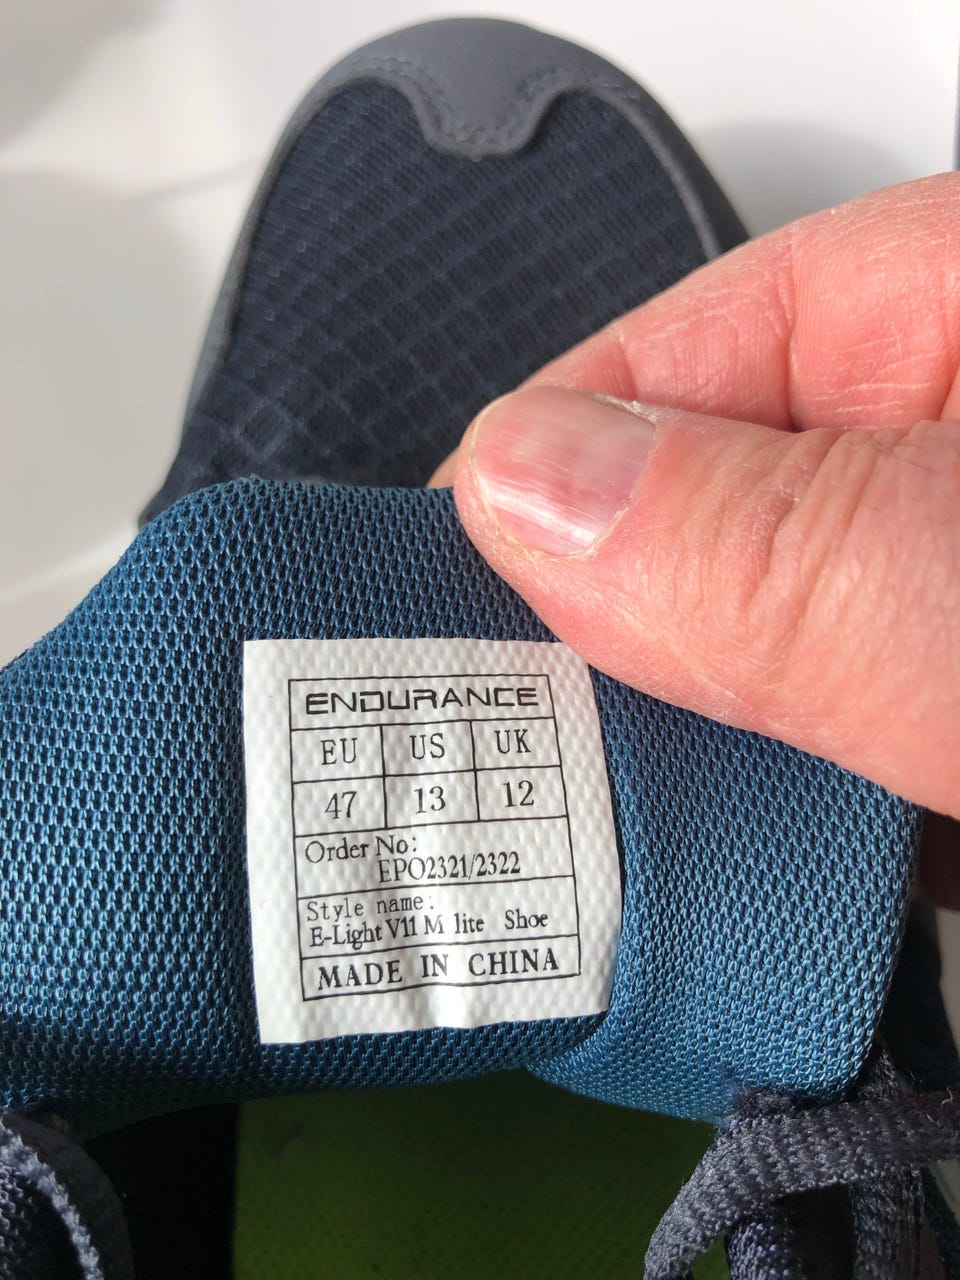 ENDURANCE
EU US UK
47 13 12
Order No:
EPO2321/2322
Style name:
E-Light V11 M lite Shoe
MADE IN CHINA